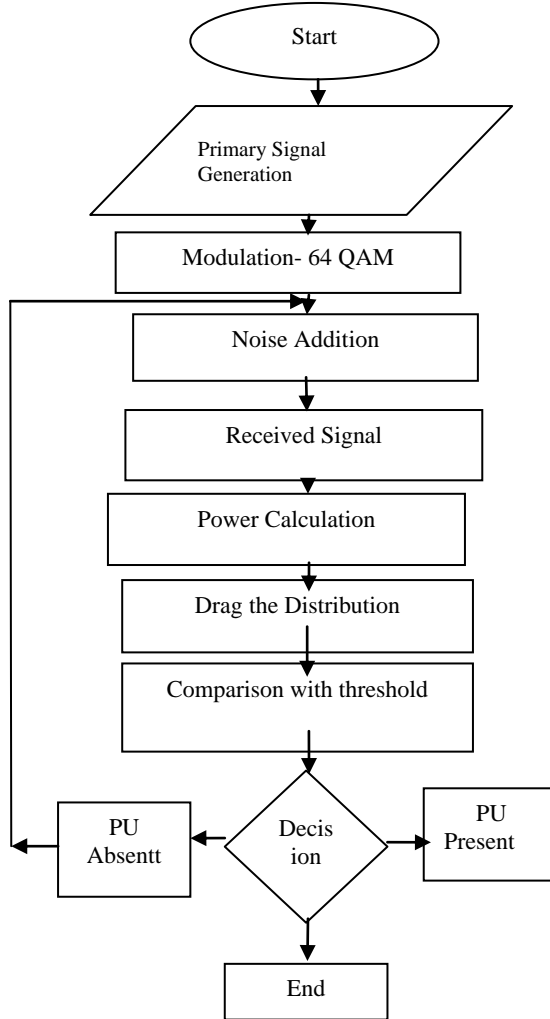 Start
Primary Signal
Generation
Modulation- 64 QAM
Noise Addition
Received Signal
Power Calculation
Drag the Distribution
Comparison with threshold
PU
Absentt
Decis
ion
PU
Present
End